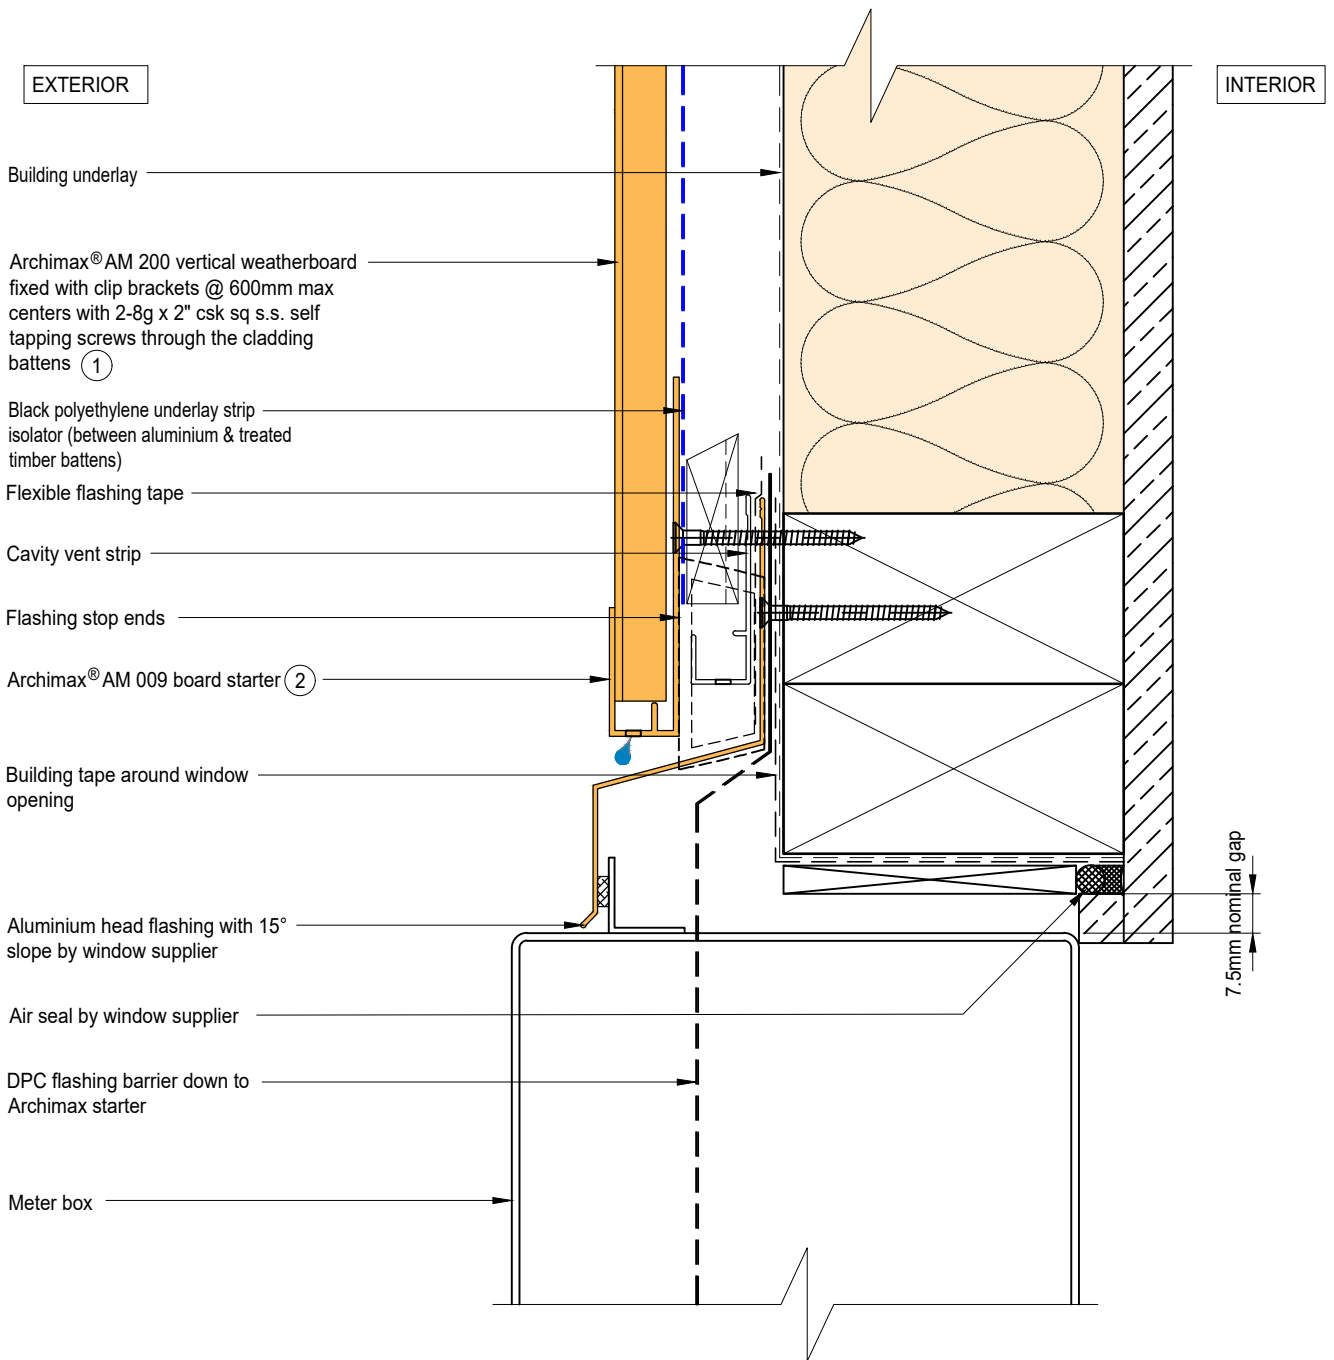 EXTERIOR
INTERIOR
Building underlay
Archimax® AM 200 vertical weatherboard
fixed with clip brackets @ 600mm max
centers with 2-8g x 2" csk sq s.s. self
tapping screws through the cladding
battens 1
Black polyethylene underlay strip
isolator (between aluminium & treated
timber battens)
Flexible flashing tape
Cavity vent strip
Flashing stop ends
Archimax® AM 009 board starter 2
Building tape around window
opening
7.5mm nominal gap
Aluminium head flashing with 15°
slope by window supplier
Air seal by window supplier
DPC flashing barrier down to
Archimax starter
Meter box